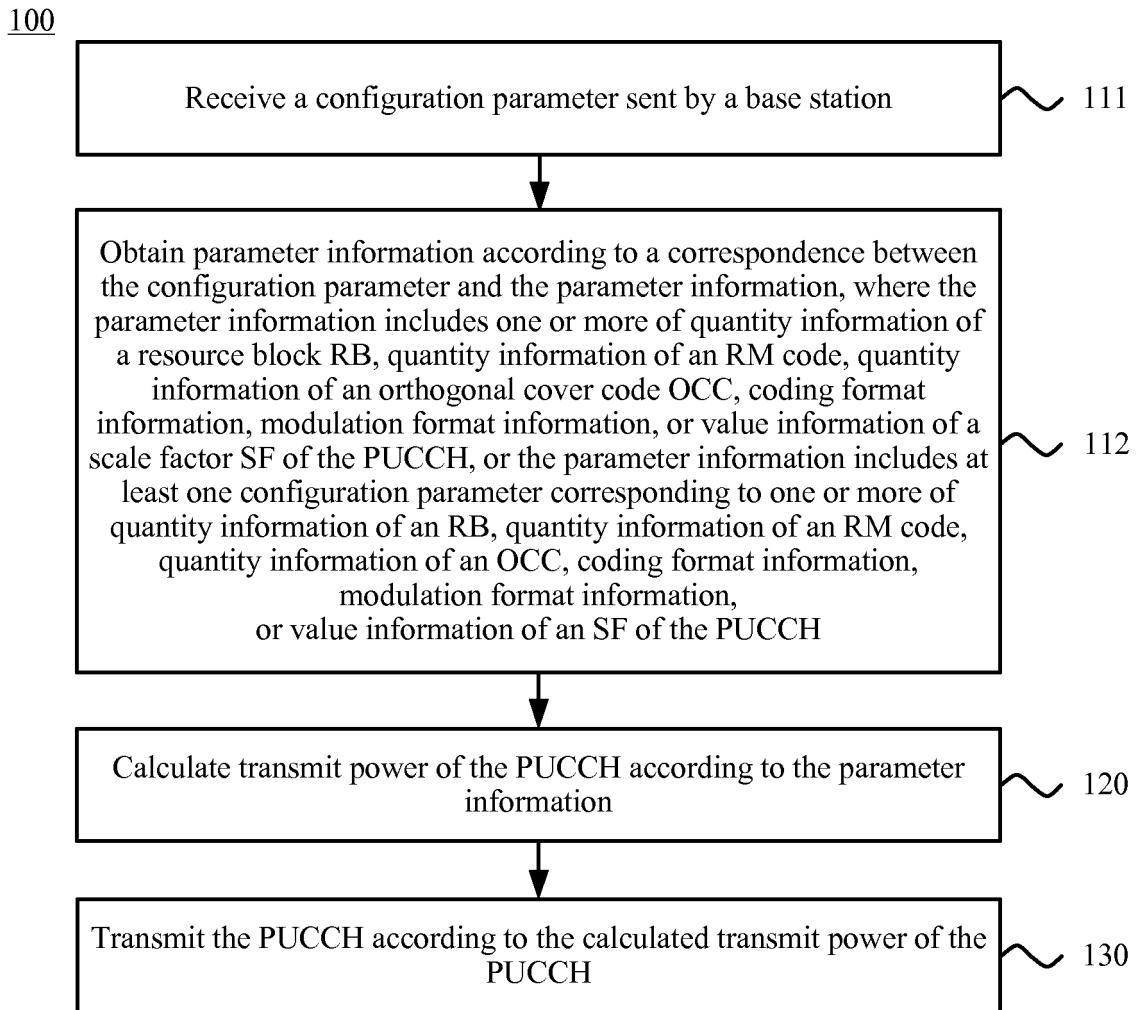 100
Receive a configuration parameter sent by a base station
111
Obtain parameter information according to a correspondence between
the configuration parameter and the parameter information, where the
parameter information includes one or more of quantity information of
a resource block RB, quantity information of an RM code, quantity
information of an orthogonal cover code OCC, coding format
information, modulation format information, or value information of a
scale factor SF of the PUCCH, or the parameter information includes at
least one configuration parameter corresponding to one or more of
quantity information of an RB, quantity information of an RM code,
quantity information of an OCC, coding format information,
modulation format information,
or value information of an SF of the PUCCH
112
Calculate transmit power of the PUCCH according to the parameter
information
120
Transmit the PUCCH according to the calculated transmit power of the
PUCCH
130